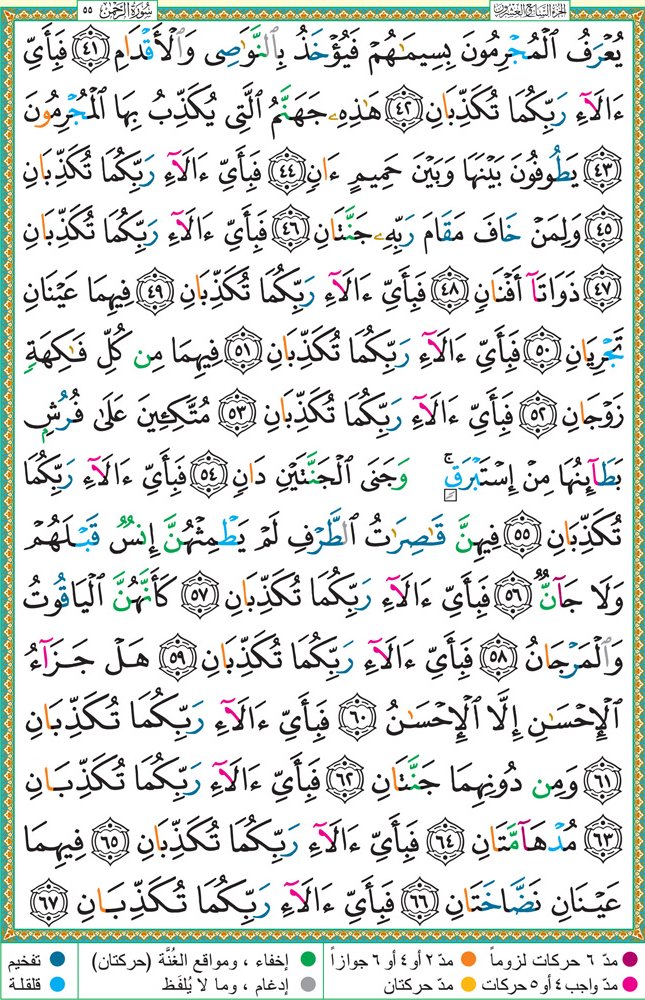 الجزء السابع والعشرون سورة الرحمن ٥٥
يُعْرَفُ ٱلْمُجْرِمُونَ بِسِيمَٰهُمْ فَيُؤْخَذُ بِٱلنَّوَٰصِى وَٱلْأَقْدَامِ ٤١ فَبِأَىِّ
ءَالَآءِ رَبِّكُمَا تُكَذِّبَانِ ٤٢ هَٰذِهِۦ جَهَنَّمُ ٱلَّتِى يُكَذِّبُ بِهَا ٱلْمُجْرِمُونَ
٤٣ يَطُوفُونَ بَيْنَهَا وَبَيْنَ حَمِيمٍ ءَانٍ ٤٤ فَبِأَىِّ ءَالَآءِ رَبِّكُمَا تُكَذِّبَانِ
٤٥ وَلِمَنْ خَافَ مَقَامَ رَبِّهِۦ جَنَّتَانِ ٤٦ فَبِأَىِّ ءَالَآءِ رَبِّكُمَا تُكَذِّبَانِ
٤٧ ذَوَاتَآ أَفْنَانٍ ٤٨ فَبِأَىِّ ءَالَآءِ رَبِّكُمَا تُكَذِّبَانِ ٤٩ فِيهِمَا عَيْنَانِ
تَجْرِيَانِ ٥٠ فَبِأَىِّ ءَالَآءِ رَبِّكُمَا تُكَذِّبَانِ ٥١ فِيهِمَا مِن كُلِّ فَٰكِهَةٍ
زَوْجَانِ ٥٢ فَبِأَىِّ ءَالَآءِ رَبِّكُمَا تُكَذِّبَانِ ٥٣ مُتَّكِـِٔينَ عَلَىٰ فُرُشٍۭ
بَطَآئِنُهَا مِنْ إِسْتَبْرَقٍۚ وَجَنَى ٱلْجَنَّتَيْنِ دَانٍ ٥٤ فَبِأَىِّ ءَالَآءِ رَبِّكُمَا
تُكَذِّبَانِ ٥٥ فِيهِنَّ قَٰصِرَٰتُ ٱلطَّرْفِ لَمْ يَطْمِثْهُنَّ إِنسٌ قَبْلَهُمْ
وَلَا جَآنٌّ ٥٦ فَبِأَىِّ ءَالَآءِ رَبِّكُمَا تُكَذِّبَانِ ٥٧ كَأَنَّهُنَّ ٱلْيَاقُوتُ
وَٱلْمَرْجَانُ ٥٨ فَبِأَىِّ ءَالَآءِ رَبِّكُمَا تُكَذِّبَانِ ٥٩ هَلْ جَزَآءُ
ٱلْإِحْسَٰنِ إِلَّا ٱلْإِحْسَٰنُ ٦٠ فَبِأَىِّ ءَالَآءِ رَبِّكُمَا تُكَذِّبَانِ
٦١ وَمِن دُونِهِمَا جَنَّتَانِ ٦٢ فَبِأَىِّ ءَالَآءِ رَبِّكُمَا تُكَذِّبَانِ
٦٣ مُدْهَآمَّتَانِ ٦٤ فَبِأَىِّ ءَالَآءِ رَبِّكُمَا تُكَذِّبَانِ ٦٥ فِيهِمَا
عَيْنَانِ نَضَّاخَتَانِ ٦٦ فَبِأَىِّ ءَالَآءِ رَبِّكُمَا تُكَذِّبَانِ ٦٧
مدّ ٦ حركات لزوماً مدّ ٢ أو ٤ أو ٦ جوازاً إخفاء ، ومواقع الغُنَّة (حركتان) تفخيم
مدّ واجب ٤ أو ٥ حركات مدّ حركتان إدغام ، وما لا يُلفَظ قلقلة